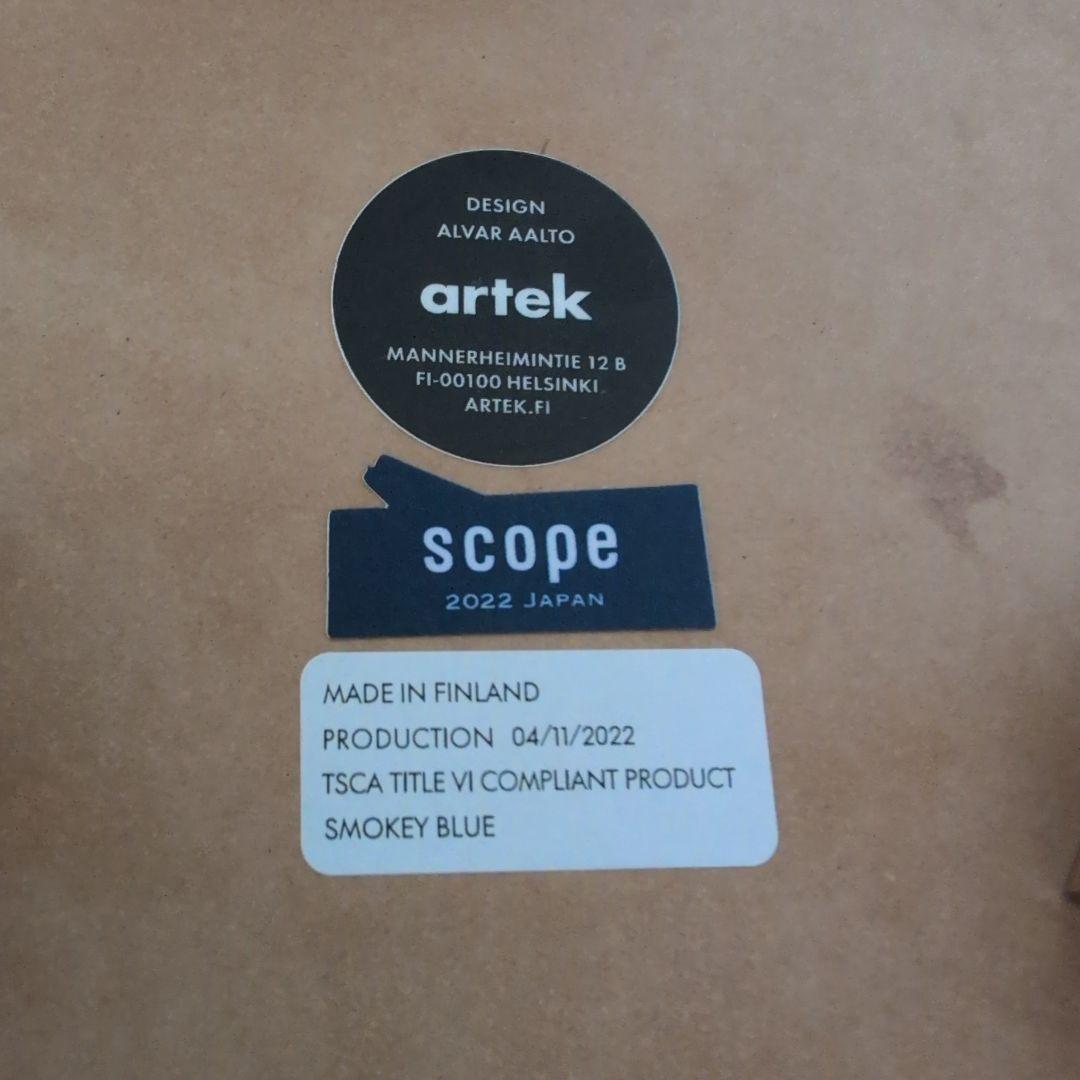 DESIGN
ALVAR AALTO
artek
MANNERHEIMINTIE 12 B
FI-00100 HELSINKI
ARTEK.FI
scope
2022 JAPAN
MADE IN FINLAND
PRODUCTION 04/11/2022
TSCA TITLE VI COMPLIANT PRODUCT
SMOKEY BLUE